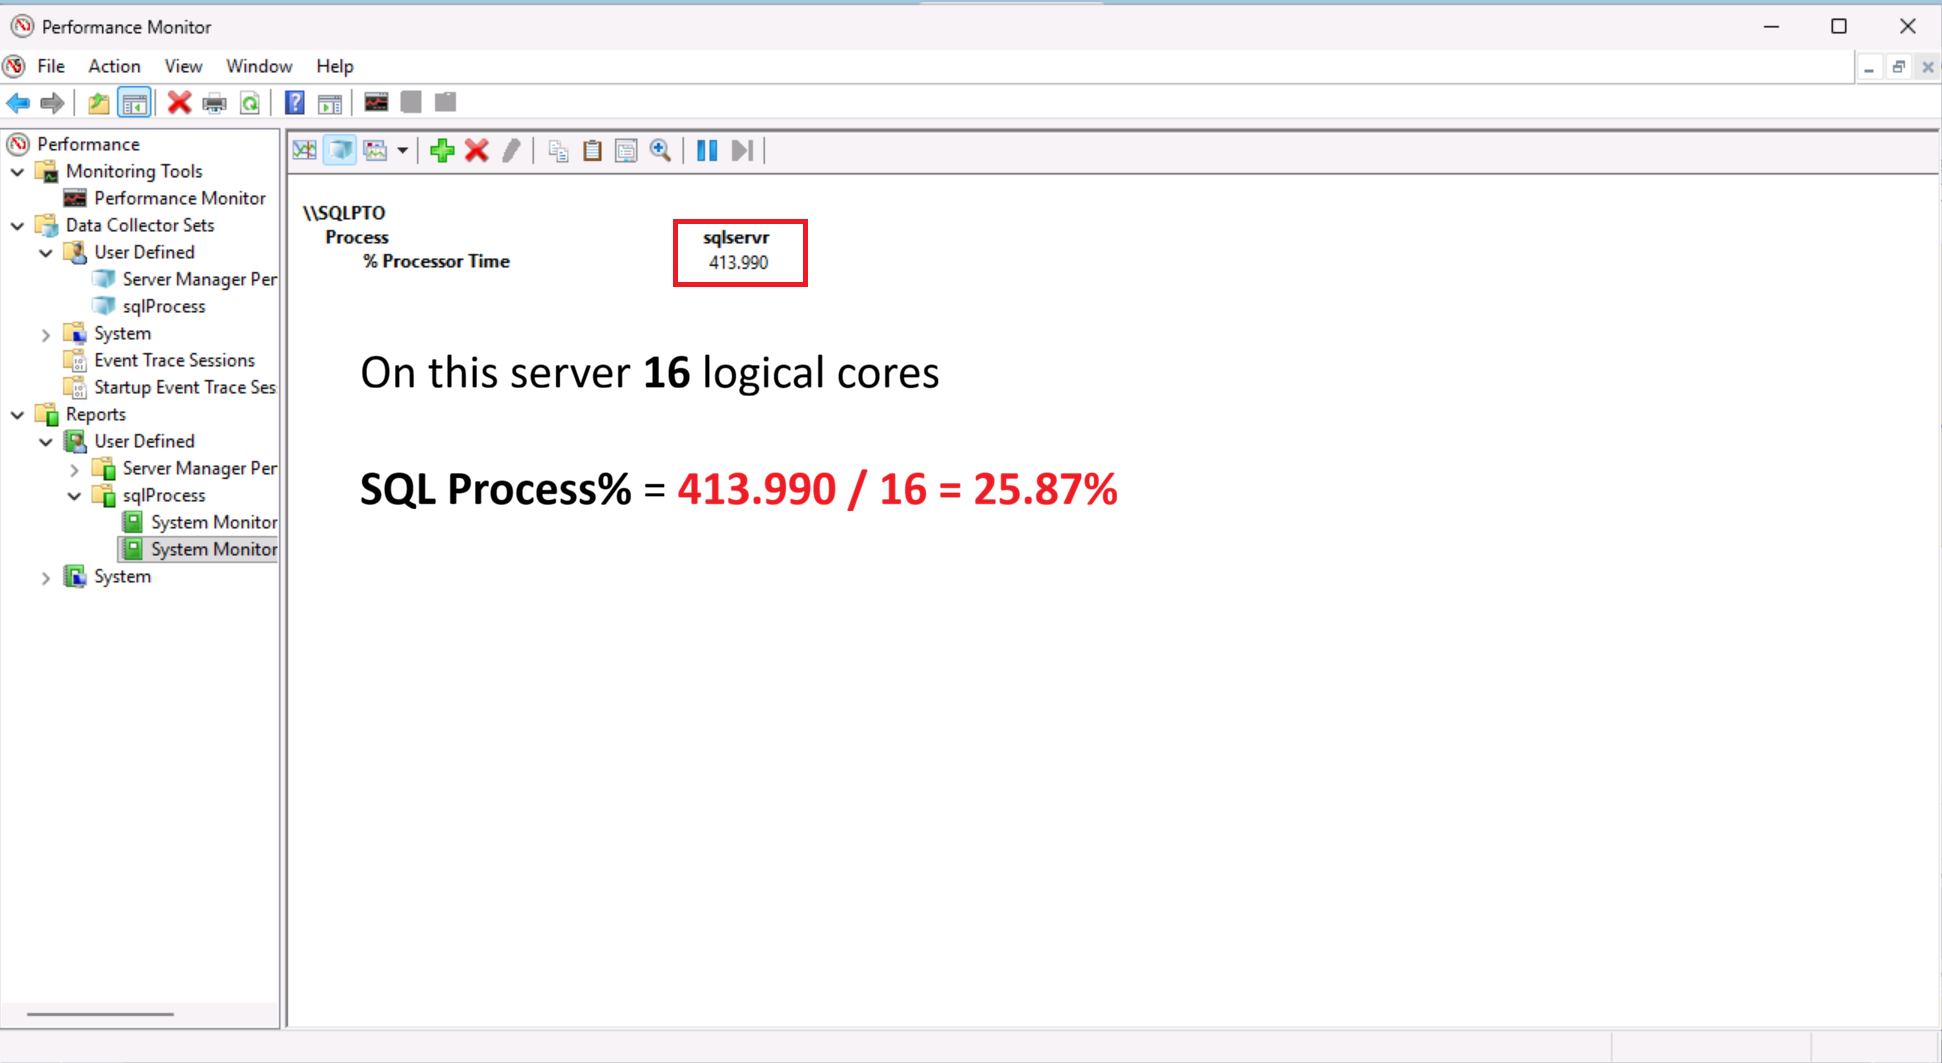 Performance Monitor
File Action View Window Help
Performance
Monitoring Tools
Performance Monitor
Data Collector Sets
User Defined
Server Manager Per
sqlProcess
System
Event Trace Sessions
Startup Event Trace Ses
Reports
User Defined
Server Manager Per
sqlProcess
System Monitor
System Monitor
System
\\SQLPTO
Process sqlservr
% Processor Time 413.990
On this server 16 logical cores
SQL Process% = 413.990 / 16 = 25.87%